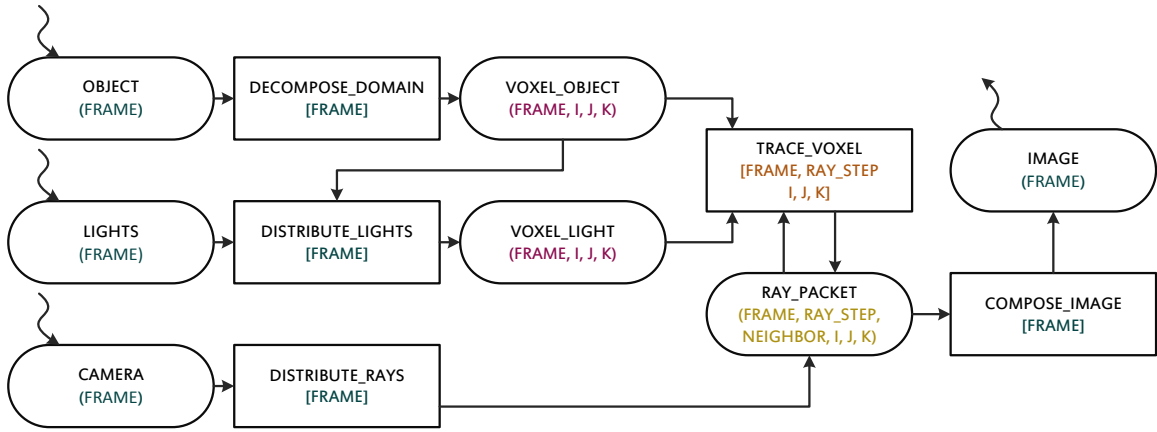 OBJECT
(FRAME)
DECOMPOSE_DOMAIN
[FRAME]
VOXEL_OBJECT
(FRAME, I, J, K)
TRACE_VOXEL
[FRAME, RAY_STEP
I, J, K]
IMAGE
(FRAME)
LIGHTS
(FRAME)
DISTRIBUTE_LIGHTS
[FRAME]
VOXEL_LIGHT
(FRAME, I, J, K)
RAY_PACKET
(FRAME, RAY_STEP,
NEIGHBOR, I, J, K)
COMPOSE_IMAGE
[FRAME]
CAMERA
(FRAME)
DISTRIBUTE_RAYS
[FRAME]